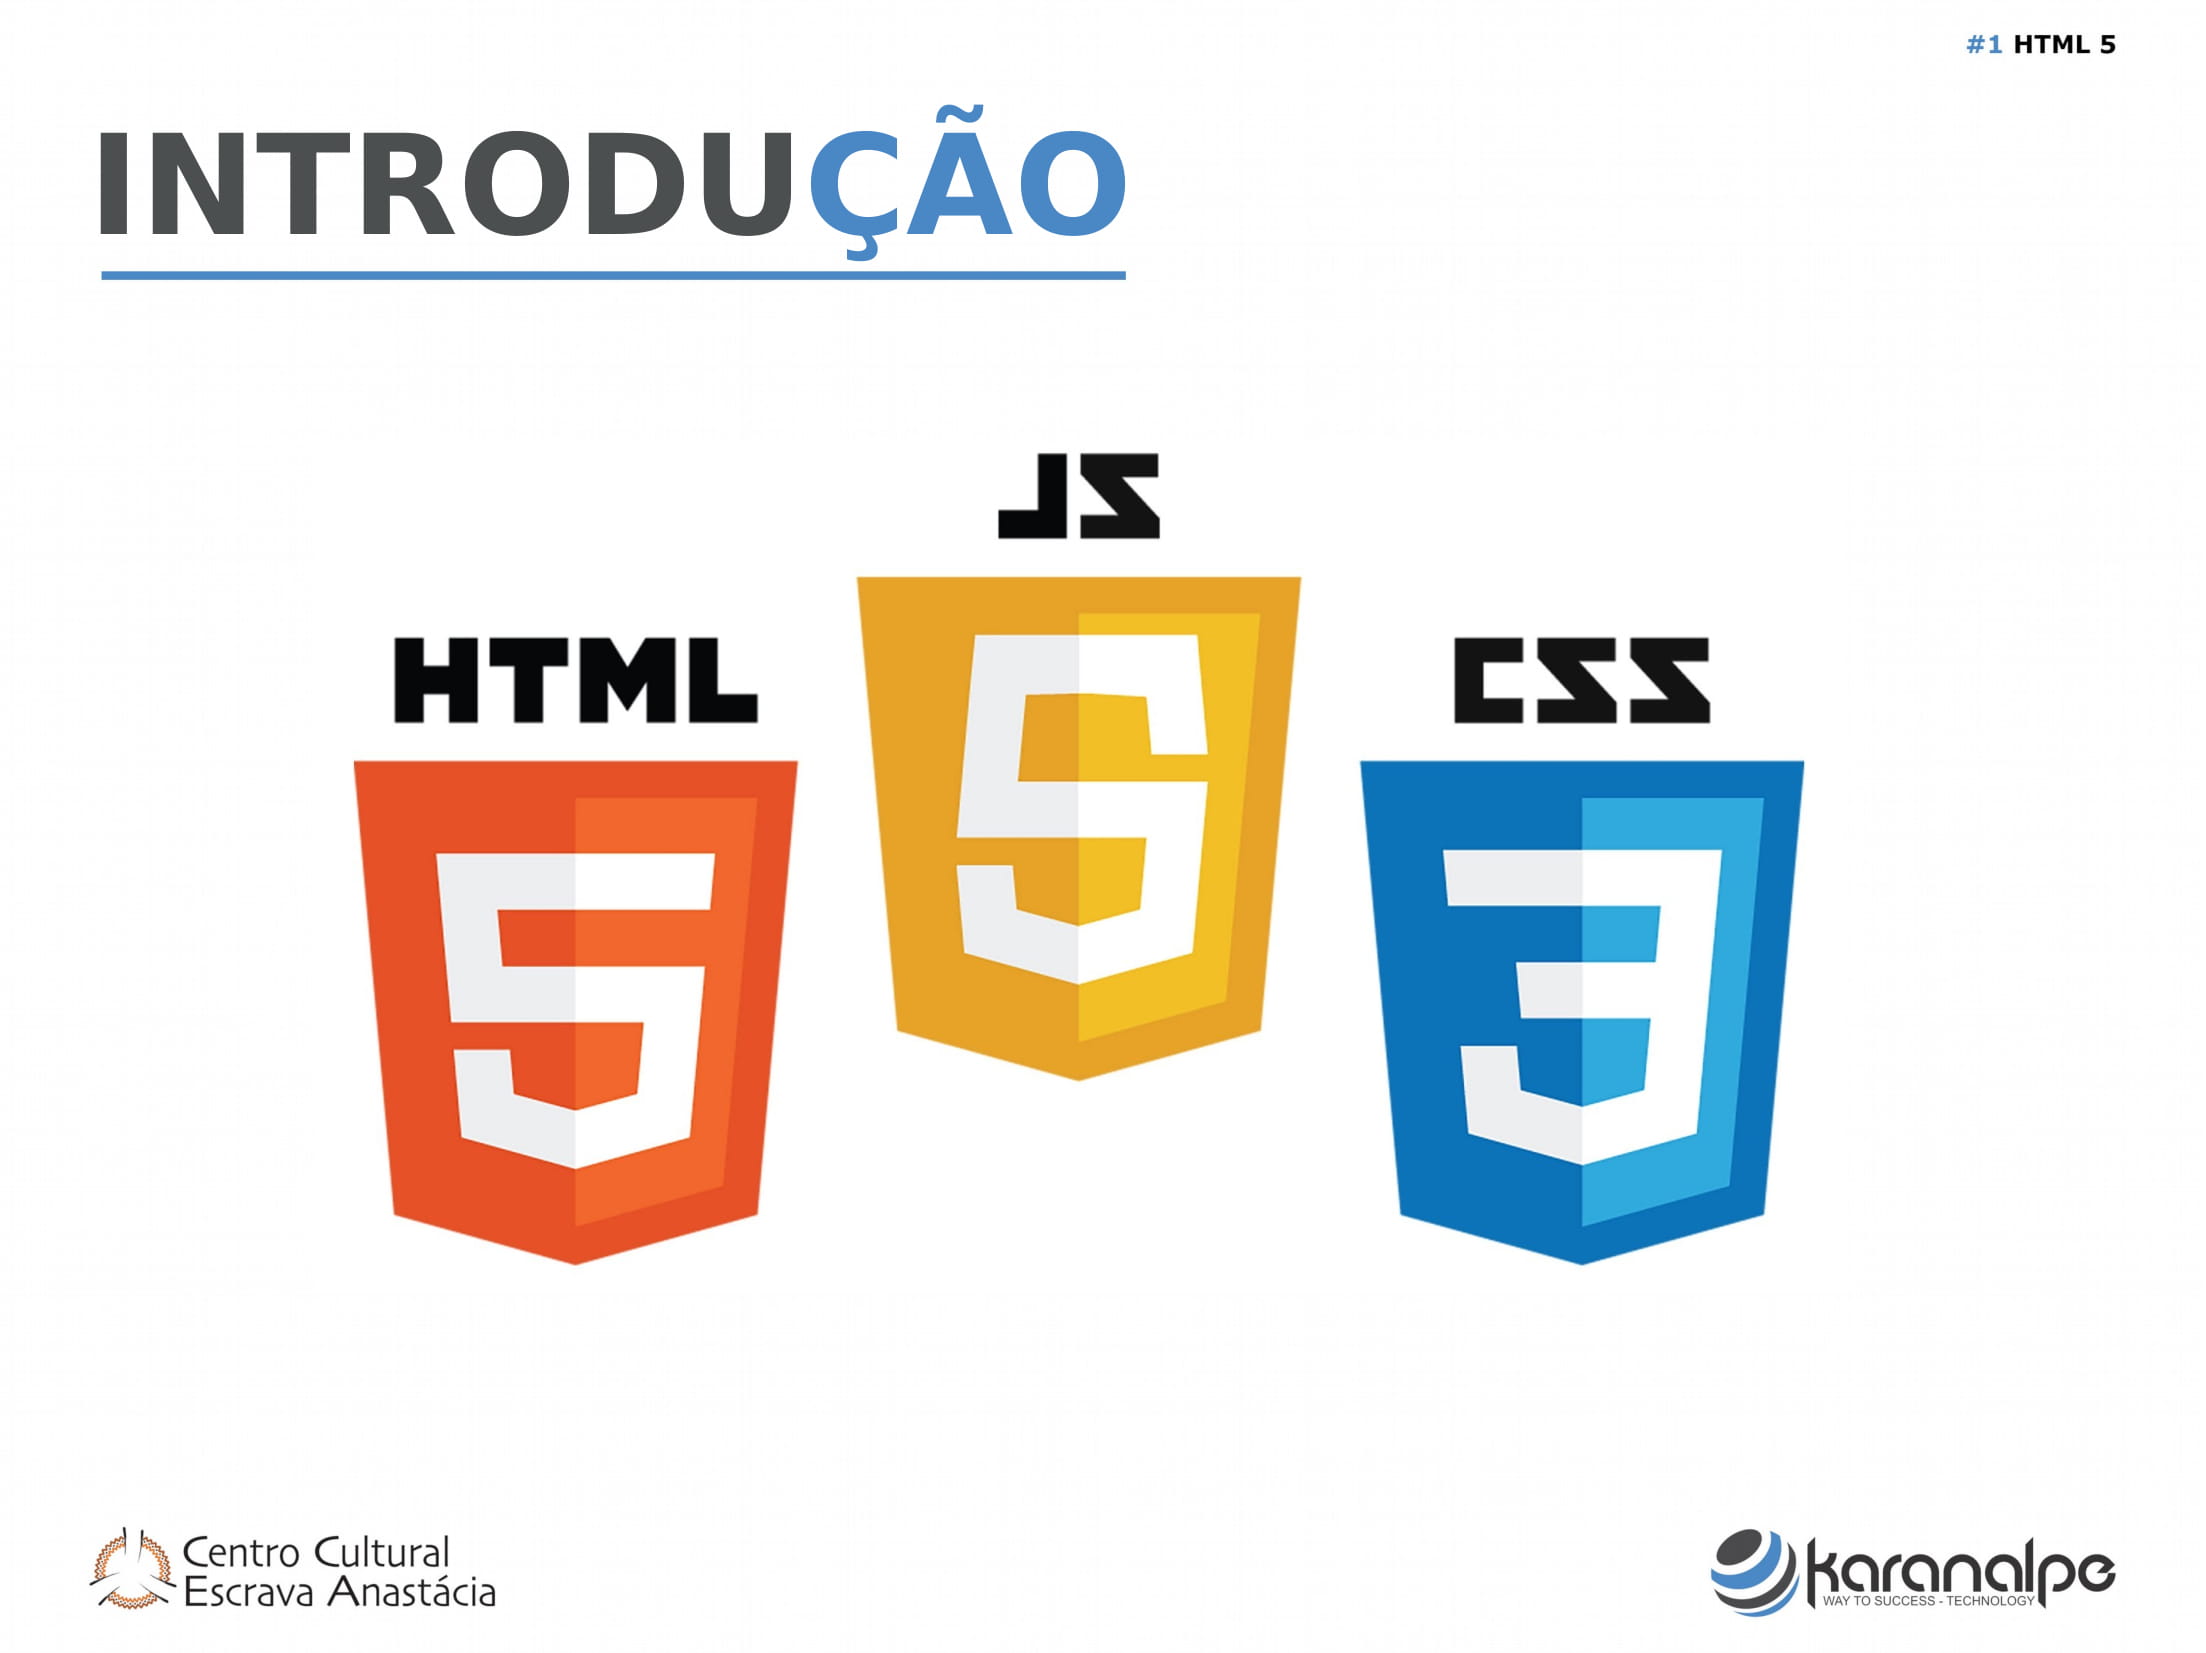 #1 HTML 5
INTRODUÇÃO
JS
HTML
CSS
5
5
3
Centro Cultural
Escrava Anastácia
karanalpe
WAY TO SUCCESS - TECHNOLOGY